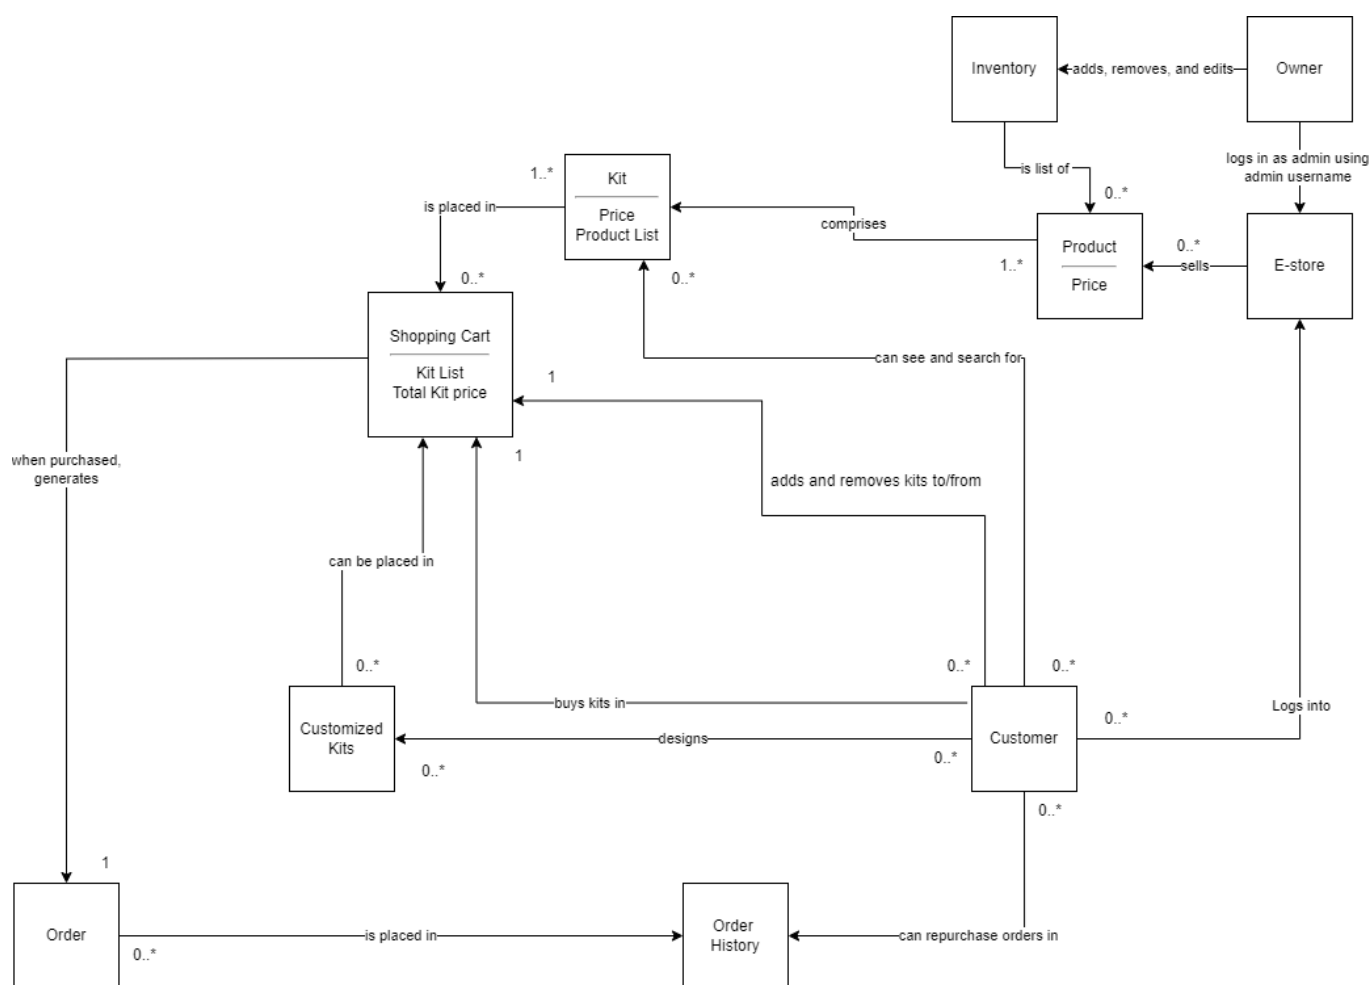 Inventory
adds, removes, and edits
Owner
is list of
logs in as admin using
admin username
0..*
1..*
Kit
Price
Product List
is placed in
comprises
0..*
1..*
Product
Price
0..*
sells
E-store
0..*
Shopping Cart
Kit List
Total Kit price
can see and search for
1
1
when purchased,
generates
adds and removes kits to/from
can be placed in
0..*
0..*
0..*
Customized
Kits
buys kits in
designs
0..*
0..*
Customer
0..*
Logs into
0..*
1
Order
0..*
is placed in
Order
History
can repurchase orders in